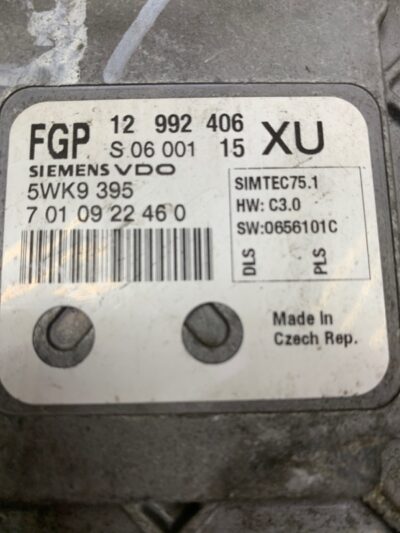 FGP 12 992 406 XU
S 06 001 15
SIEMENS VDO
5WK9 395
7 01 09 22 46 0
SIMTEC75.1
HW: C3.0
SW:0656101C
DLS PLS
Made In
Czech Rep.